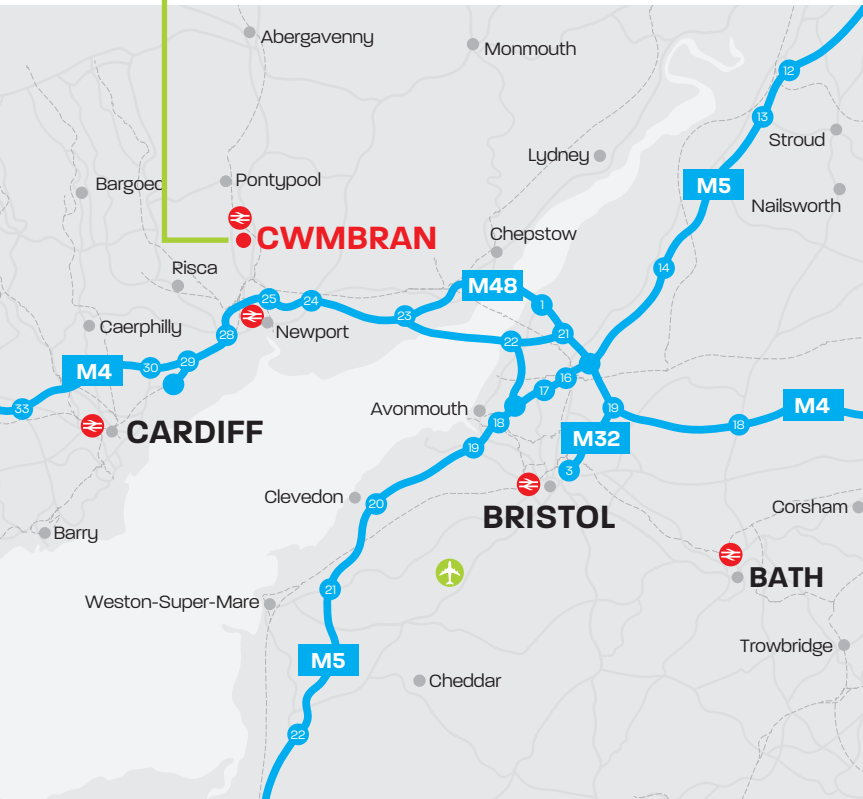 Abergavenny
Monmouth
12
13
Stroud
Lydney
Bargoed
Pontypool
M5
Nailsworth
CWMBRAN
Chepstow
Risca
14
M48
25
24
1
23
Caerphilly
Newport
28
21
22
29
30
M4
16
17
33
Avonmouth
19
M4
18
18
CARDIFF
M32
19
3
Clevedon
20
BRISTOL
Corsham
Barry
BATH
21
Weston-Super-Mare
Trowbridge
M5
Cheddar
22